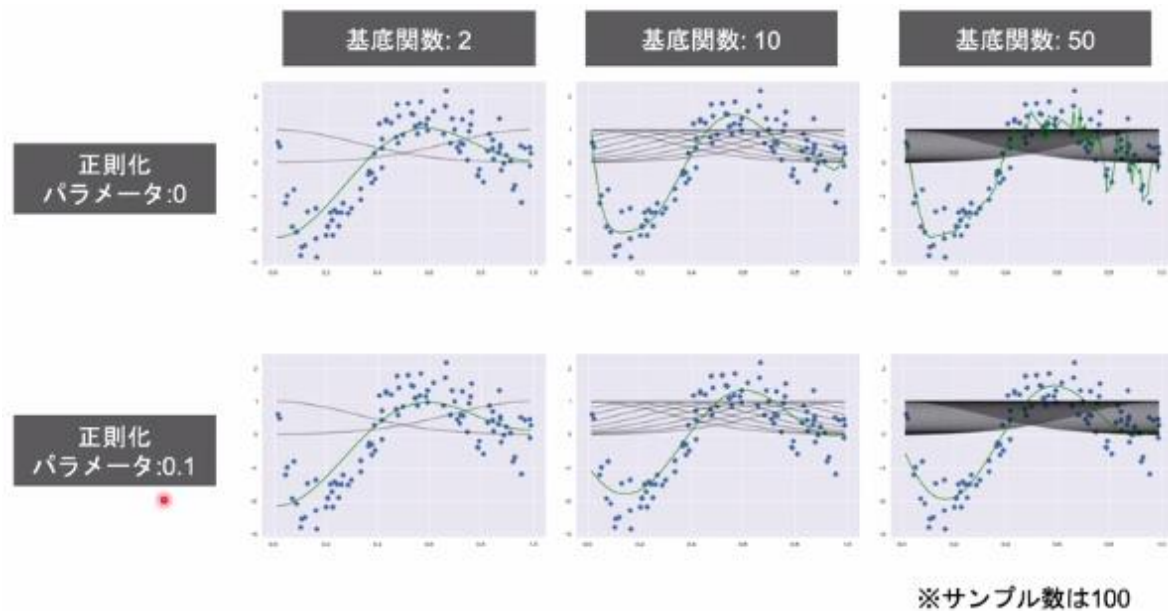 基底関数: 2
基底関数: 10
基底関数: 50
正則化
パラメータ:0
正則化
パラメータ:0.1
※サンプル数は100